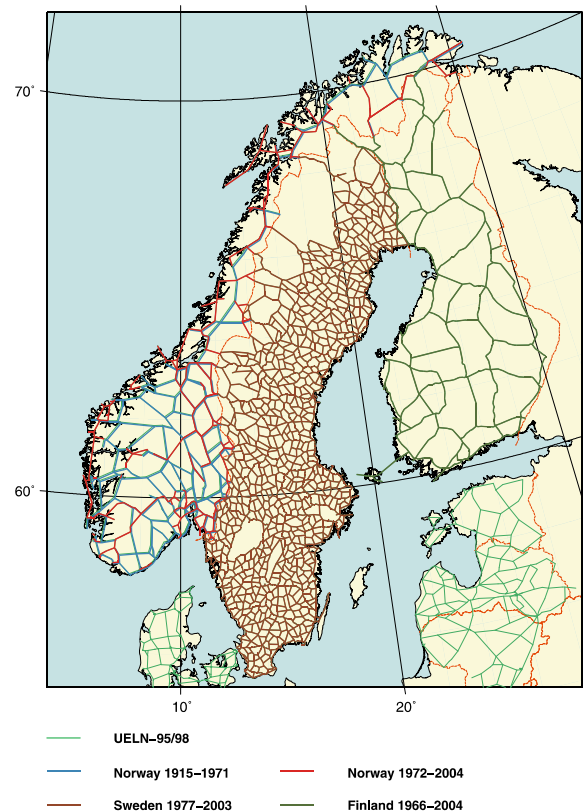 70°
60°
10° 20°
UELN–95/98
Norway 1915–1971 Norway 1972–2004
Sweden 1977–2003 Finland 1966–2004